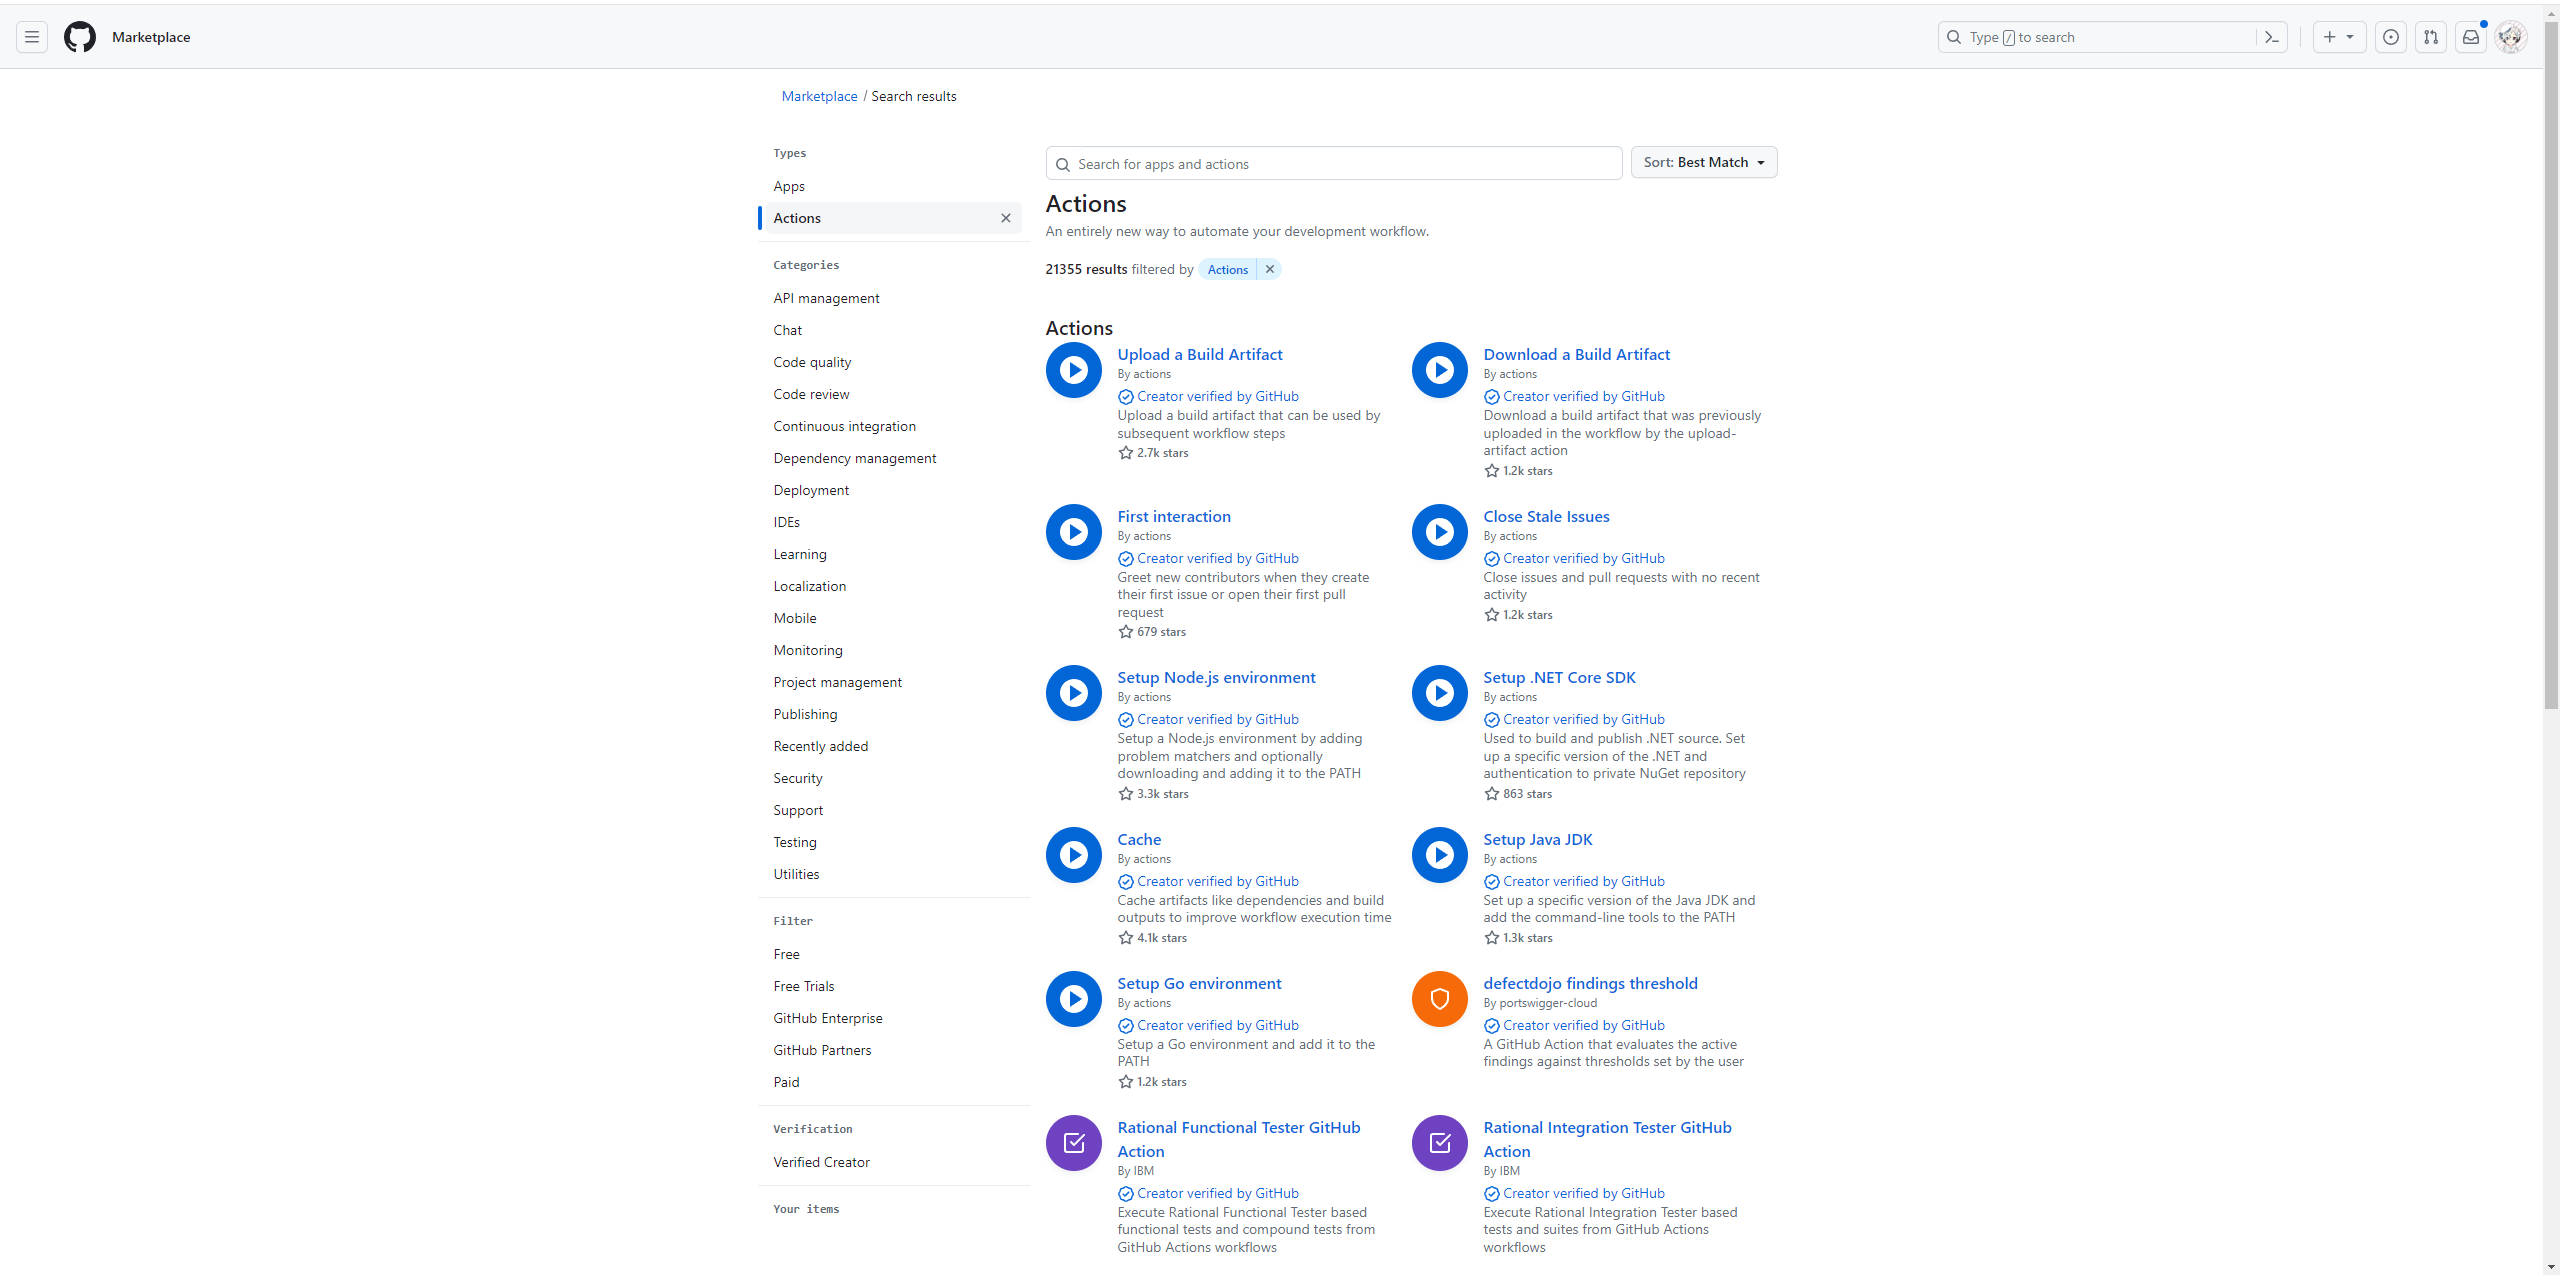 Marketplace
Type / to search
Marketplace / Search results
Types
Apps
Actions
Categories
API management
Chat
Code quality
Code review
Continuous integration
Dependency management
Deployment
IDEs
Learning
Localization
Mobile
Monitoring
Project management
Publishing
Recently added
Security
Support
Testing
Utilities
Filter
Free
Free Trials
GitHub Enterprise
GitHub Partners
Paid
Verification
Verified Creator
Your items
Search for apps and actions
Sort: Best Match
Actions
An entirely new way to automate your development workflow.
21355 results filtered by Actions
Actions
Upload a Build Artifact
By actions
Creator verified by GitHub
Upload a build artifact that can be used by
subsequent workflow steps
2.7k stars
Download a Build Artifact
By actions
Creator verified by GitHub
Download a build artifact that was previously
uploaded in the workflow by the upload-
artifact action
1.2k stars
First interaction
By actions
Creator verified by GitHub
Greet new contributors when they create
their first issue or open their first pull
request
679 stars
Close Stale Issues
By actions
Creator verified by GitHub
Close issues and pull requests with no recent
activity
1.2k stars
Setup Node.js environment
By actions
Creator verified by GitHub
Setup a Node.js environment by adding
problem matchers and optionally
downloading and adding it to the PATH
3.3k stars
Setup .NET Core SDK
By actions
Creator verified by GitHub
Used to build and publish .NET source. Set
up a specific version of the .NET and
authentication to private NuGet repository
863 stars
Cache
By actions
Creator verified by GitHub
Cache artifacts like dependencies and build
outputs to improve workflow execution time
4.1k stars
Setup Java JDK
By actions
Creator verified by GitHub
Set up a specific version of the Java JDK and
add the command-line tools to the PATH
1.3k stars
Setup Go environment
By actions
Creator verified by GitHub
Setup a Go environment and add it to the
PATH
1.2k stars
defectdojo findings threshold
By portswigger-cloud
Creator verified by GitHub
A GitHub Action that evaluates the active
findings against thresholds set by the user
Rational Functional Tester GitHub
Action
By IBM
Creator verified by GitHub
Execute Rational Functional Tester based
functional tests and compound tests from
GitHub Actions workflows
Rational Integration Tester GitHub
Action
By IBM
Creator verified by GitHub
Execute Rational Integration Tester based
tests and suites from GitHub Actions
workflows